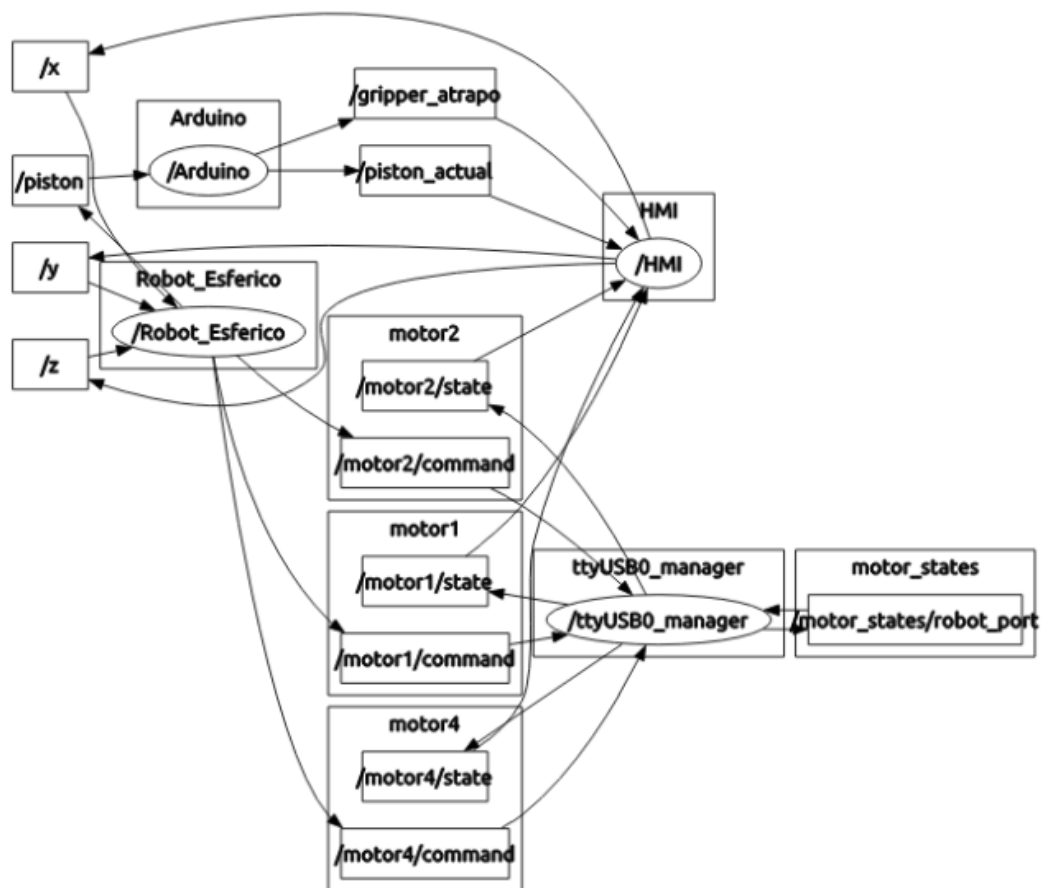 /x
/gripper_atrapo
Arduino
/Arduino
/piston
/piston_actual
HMI
/HMI
/y
Robot_Esferico
/Robot_Esferico
/z
motor2
/motor2/state
/motor2/command
motor1
/motor1/state
/motor1/command
ttyUSB0_manager
/ttyUSB0_manager
motor_states
/motor_states/robot_port
motor4
/motor4/state
/motor4/command